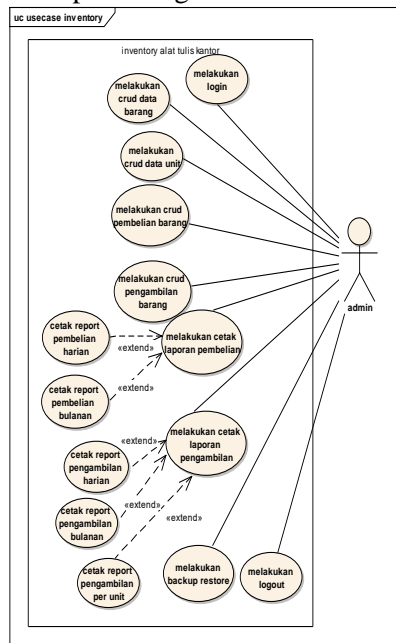 uc usecase inventory
inventory alat tulis kantor
melakukan
login
melakukan
crud data
barang
melakukan
crud data unit
melakukan crud
pembelian barang
melakukan crud
pengambilan
barang
admin
cetak report
pembelian
harian
«extend»
melakukan cetak
laporan pembelian
cetak report
pembelian
bulanan
«extend»
melakukan cetak
laporan
pengambilan
«extend»
cetak report
pengambilan
harian
«extend»
cetak report
pengambilan
bulanan
«extend»
cetak report
pengambilan
per unit
melakukan
backup restore
melakukan
logout